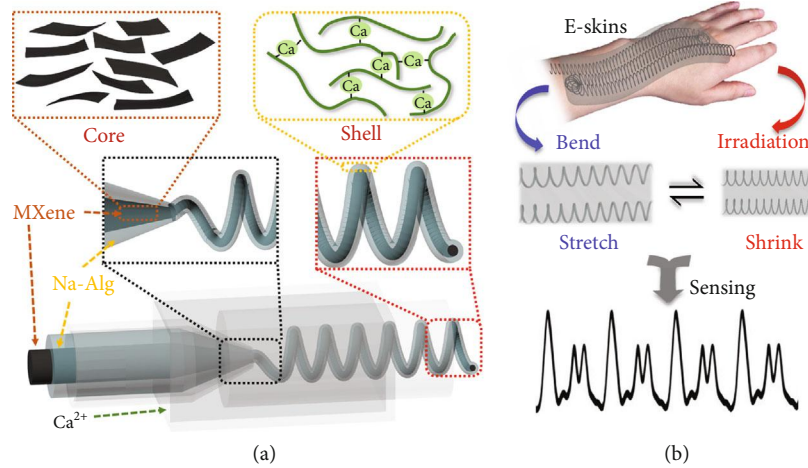 Ca
Ca
Ca
Ca
Ca
Ca
Core
Shell
MXene
Na-Alg
Ca²⁺
(a)
E-skins
Bend
Irradiation
Stretch
Shrink
Sensing
(b)